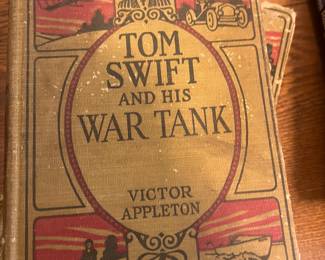 TOM
SWIFT
AND HIS
WAR TANK
VICTOR
APPLETON